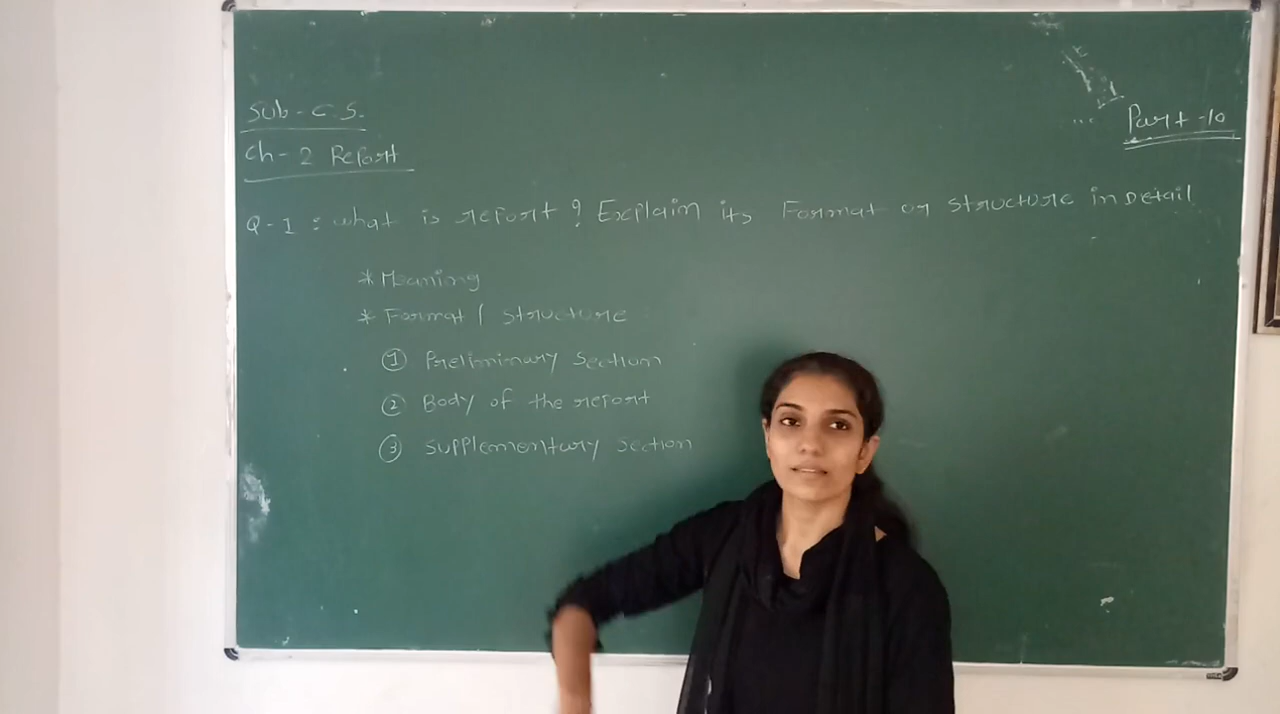 Sub - C.S.
Part - 10
Ch - 2 Report
Q - 1 : what is report ? Explaim its Format or structure in Detail
* Meaning
* Format / structure
① Preliminary section
② Body of the report
③ supplementary section